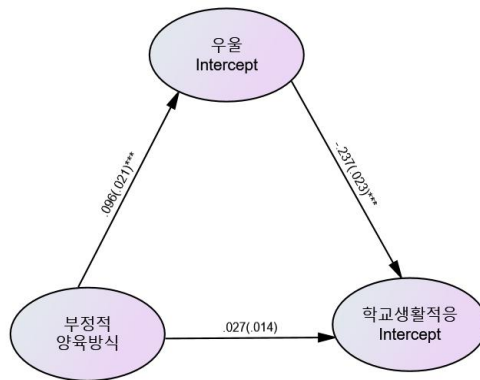 우울
Intercept
.096(.021)***
-.237(.023)***
부정적
양육방식
.027(.014)
학교생활적응
Intercept